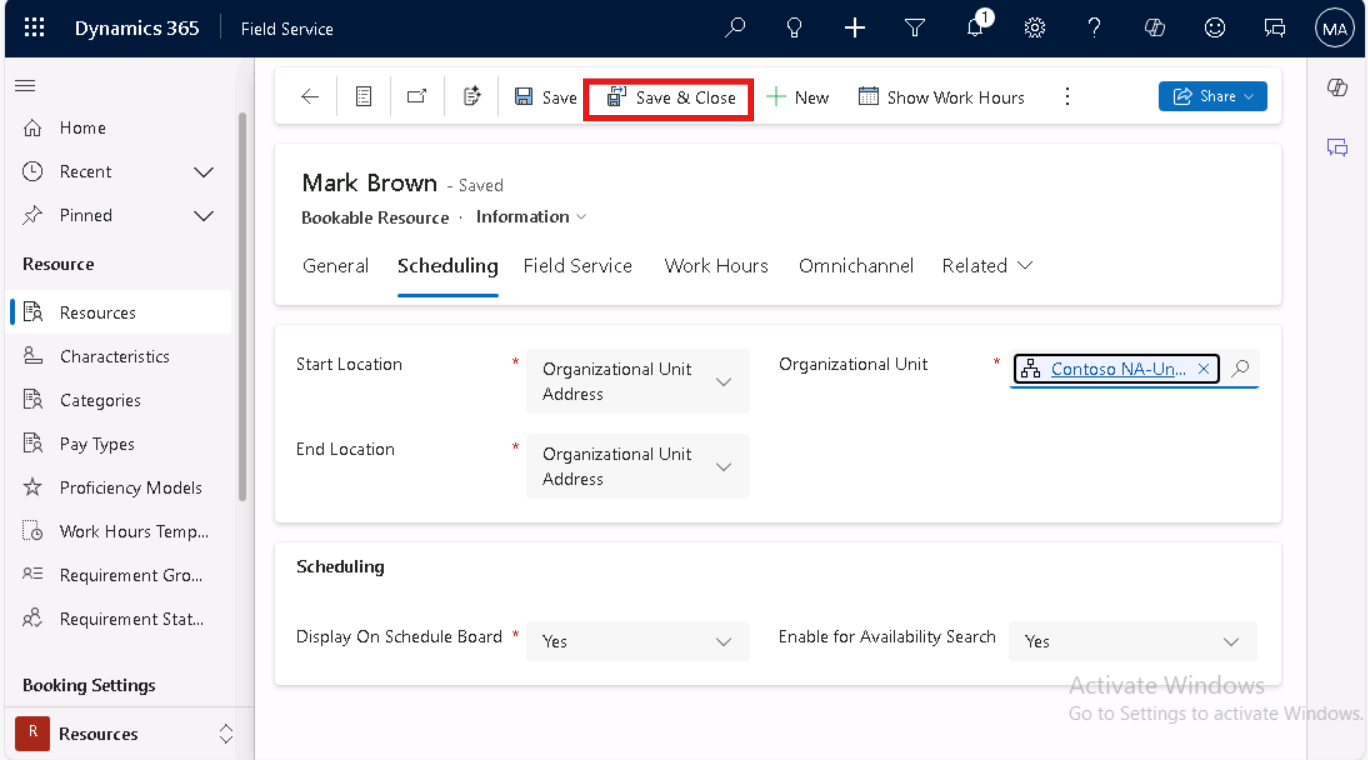 Dynamics 365 Field Service
1
MA
Save Save & Close New Show Work Hours Share
Home
Recent
Pinned
Resource
Resources
Characteristics
Categories
Pay Types
Proficiency Models
Work Hours Temp...
Requirement Gro...
Requirement Stat...
Booking Settings
R Resources
Mark Brown - Saved
Bookable Resource · Information
General Scheduling Field Service Work Hours Omnichannel Related
Start Location * Organizational Unit Address
Organizational Unit * Contoso NA-Un...
End Location * Organizational Unit Address
Scheduling
Display On Schedule Board * Yes
Enable for Availability Search Yes
Activate Windows
Go to Settings to activate Windows.